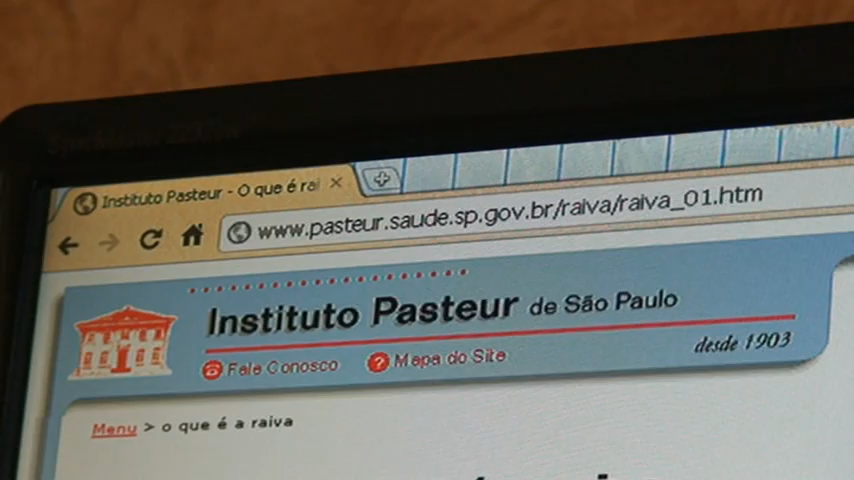 Instituto Pasteur - O que é rai
www.pasteur.saude.sp.gov.br/raiva/raiva_01.htm
Instituto Pasteur de São Paulo
desde 1903
Fale Conosco
Mapa do Site
Menu > o que é a raiva